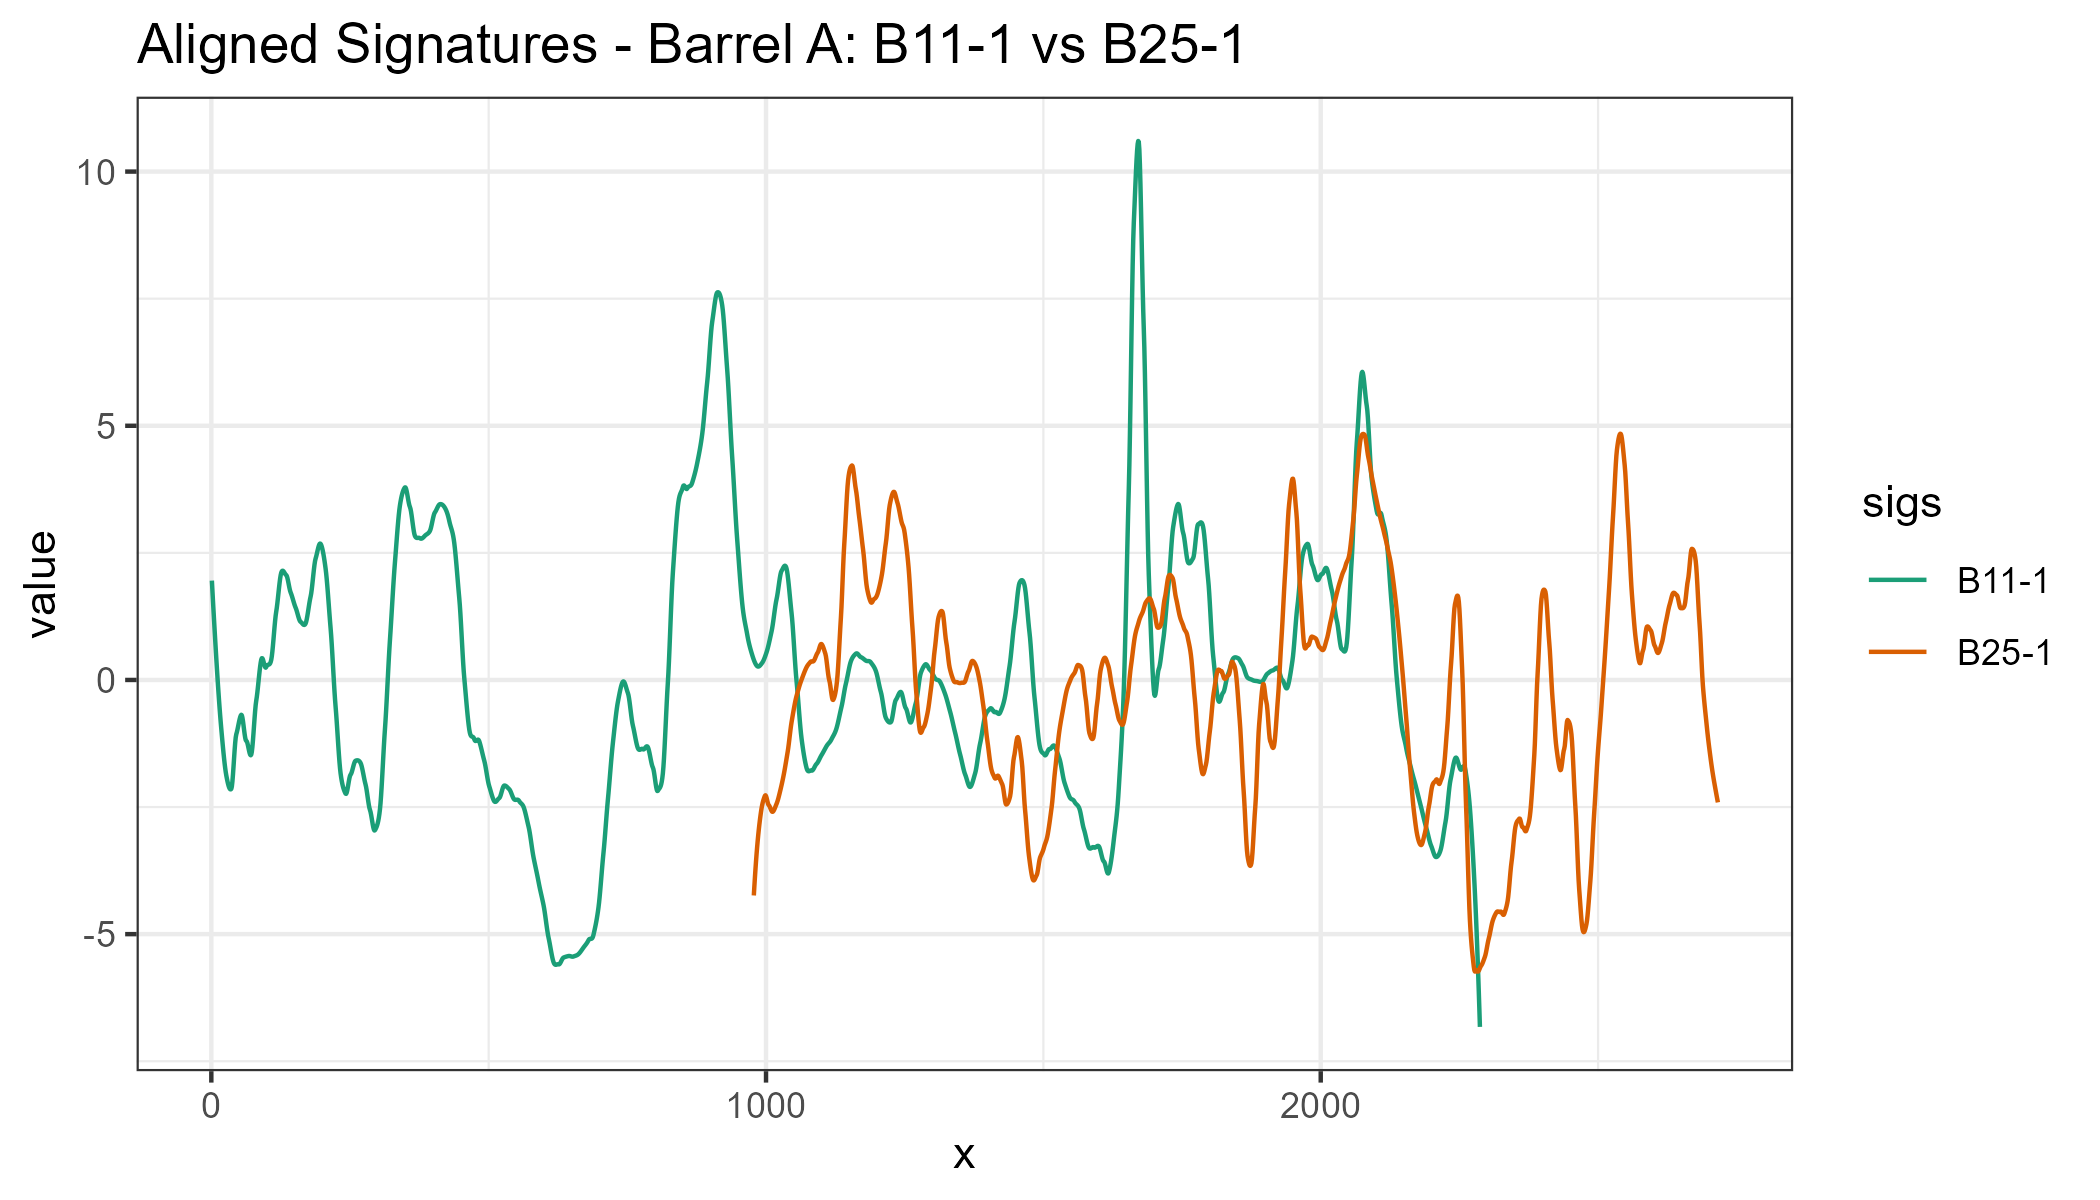 Aligned Signatures - Barrel A: B11-1 vs B25-1
10
5
0
-5
value
0
1000
2000
x
sigs
B11-1
B25-1